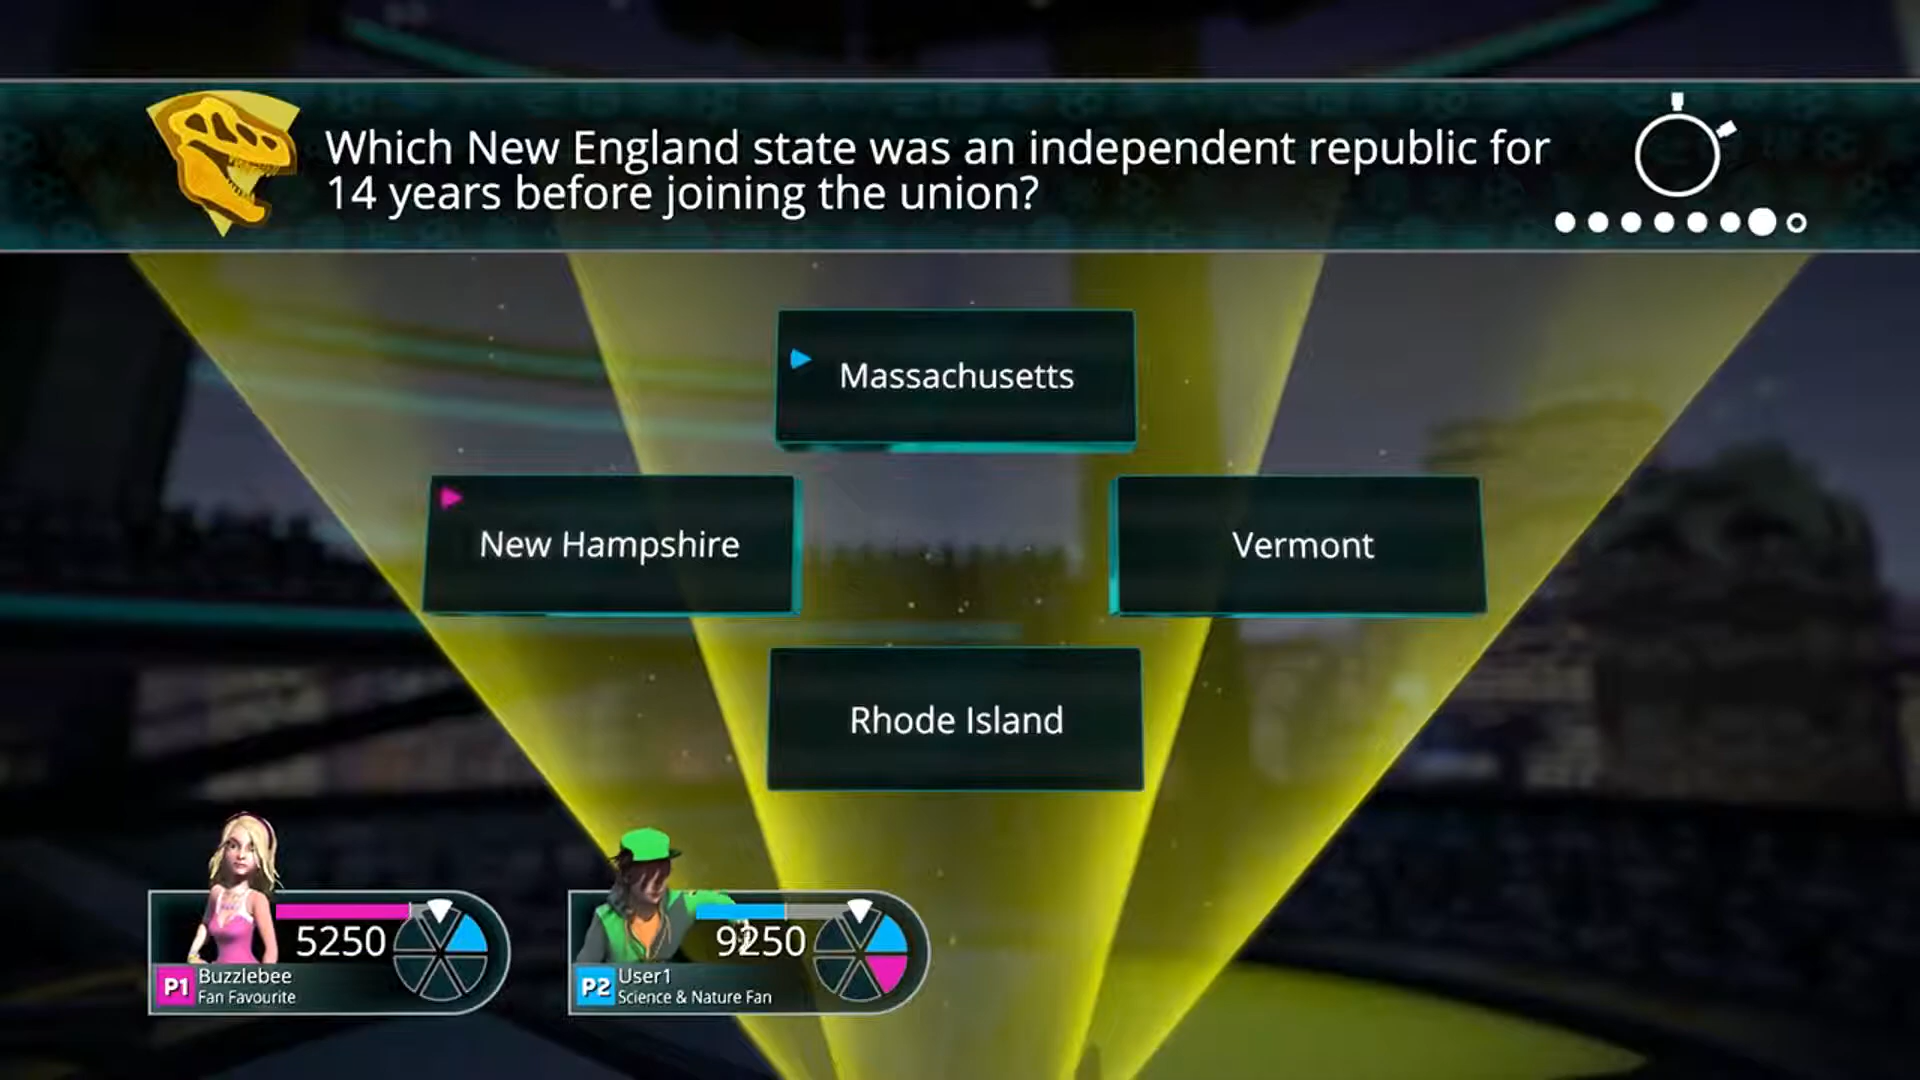 Which New England state was an independent republic for
14 years before joining the union?
Massachusetts
New Hampshire
Vermont
Rhode Island
5250
P1
Buzzlebee
Fan Favourite
9250
P2
User1
Science & Nature Fan